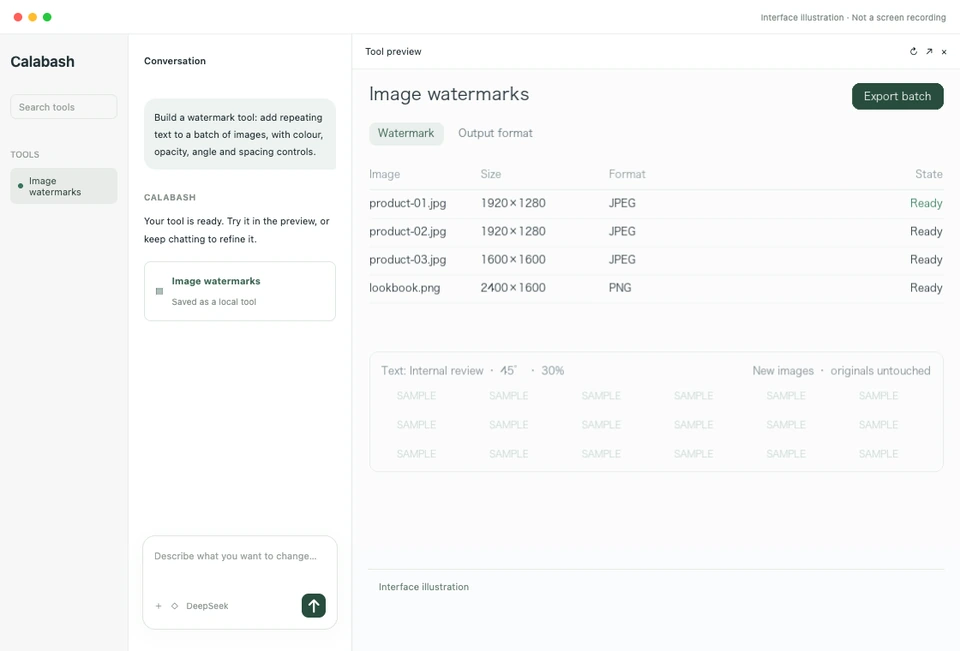 Interface illustration · Not a screen recording
Calabash
Search tools
TOOLS
Image
watermarks
Conversation
Build a watermark tool: add repeating
text to a batch of images, with colour,
opacity, angle and spacing controls.
CALABASH
Your tool is ready. Try it in the preview, or
keep chatting to refine it.
Image watermarks
Saved as a local tool
Describe what you want to change...
DeepSeek
Tool preview
Image watermarks
Export batch
Watermark Output format
Image Size Format State
product-01.jpg 1920 × 1280 JPEG Ready
product-02.jpg 1920 × 1280 JPEG Ready
product-03.jpg 1600 × 1600 JPEG Ready
lookbook.png 2400 × 1600 PNG Ready
Text: Internal review · 45° · 30% New images · originals untouched
SAMPLE SAMPLE SAMPLE SAMPLE SAMPLE SAMPLE
SAMPLE SAMPLE SAMPLE SAMPLE SAMPLE SAMPLE
SAMPLE SAMPLE SAMPLE SAMPLE SAMPLE SAMPLE
Interface illustration